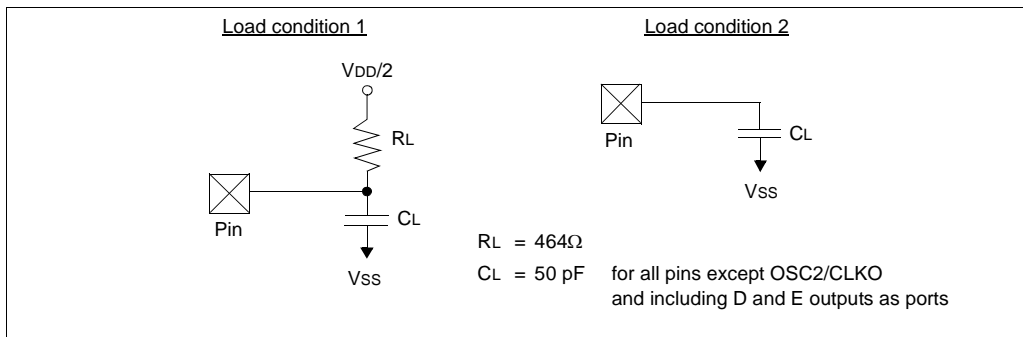 Load condition 1
VDD/2
RL
Pin
CL
VSS
Load condition 2
Pin
CL
VSS
RL = 464Ω
CL = 50 pF for all pins except OSC2/CLKO
and including D and E outputs as ports